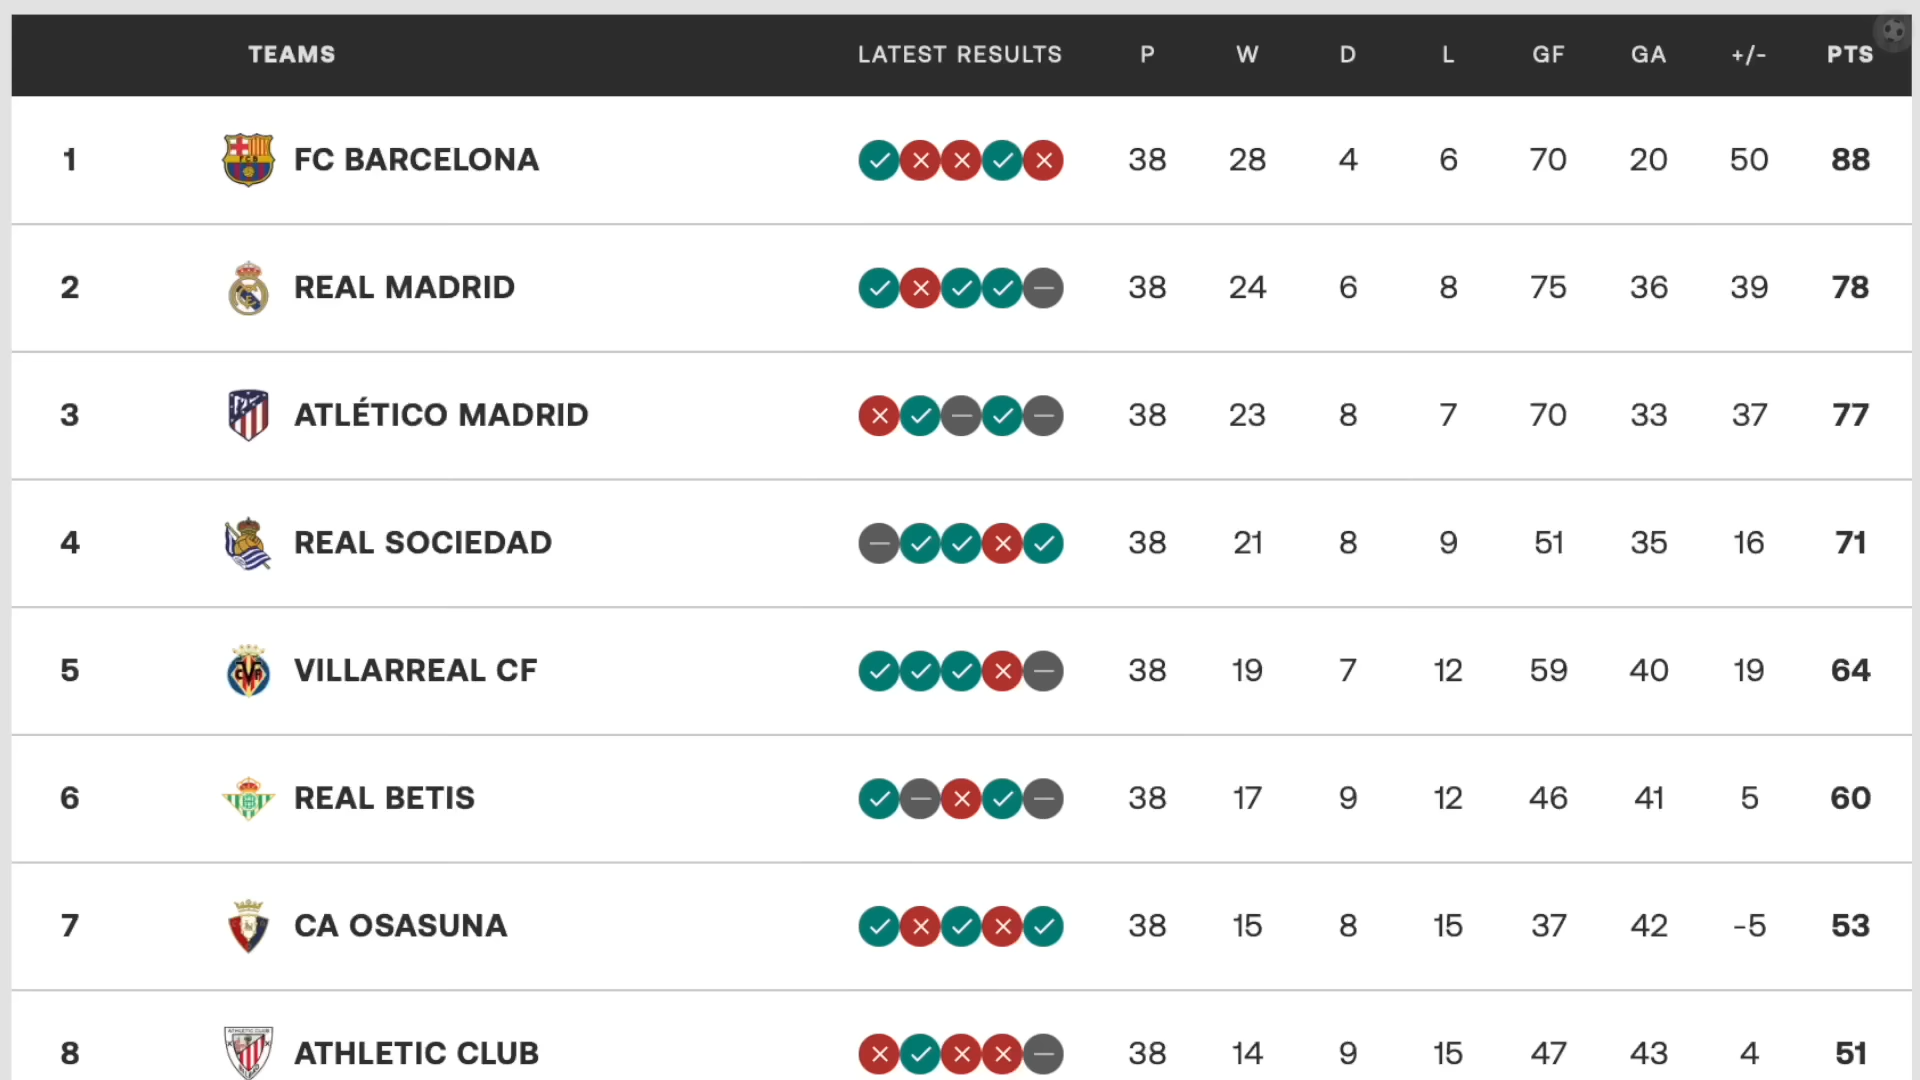 TEAMS LATEST RESULTS P W D L GF GA +/- PTS
1 FC BARCELONA 38 28 4 6 70 20 50 88
2 REAL MADRID 38 24 6 8 75 36 39 78
3 ATLÉTICO MADRID 38 23 8 7 70 33 37 77
4 REAL SOCIEDAD 38 21 8 9 51 35 16 71
5 VILLARREAL CF 38 19 7 12 59 40 19 64
6 REAL BETIS 38 17 9 12 46 41 5 60
7 CA OSASUNA 38 15 8 15 37 42 -5 53
8 ATHLETIC CLUB 38 14 9 15 47 43 4 51